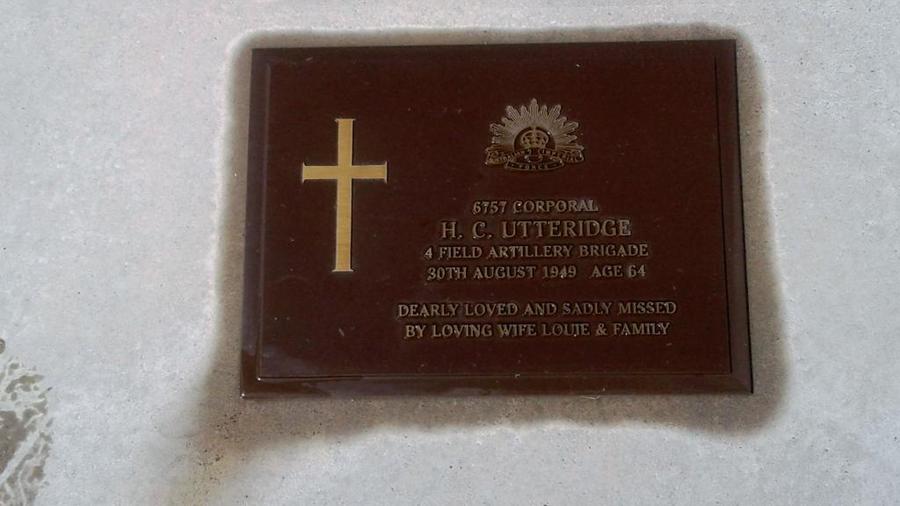 6757 CORPORAL
H. C. UTTERIDGE
4 FIELD ARTILLERY BRIGADE
30TH AUGUST 1949 AGE 64
DEARLY LOVED AND SADLY MISSED
BY LOVING WIFE LOUIE & FAMILY